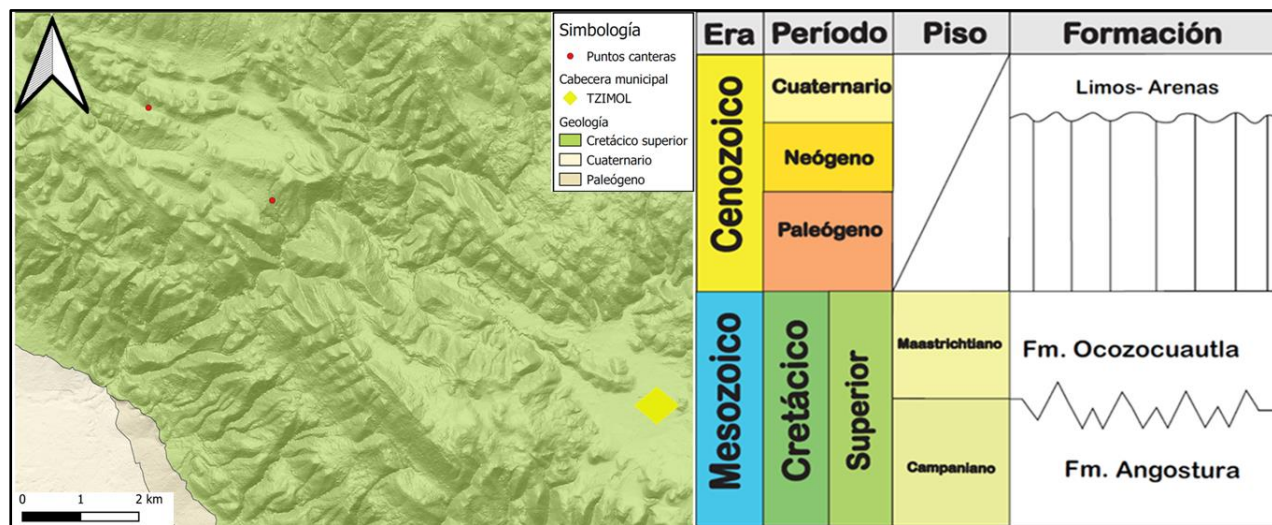 Simbología
Puntos canteras
Cabecera municipal
TZIMOL
Geología
Cretácico superior
Cuaternario
Paleógeno
0 1 2 km
Era Período Piso Formación
Cenozoico
Cuaternario
Limos- Arenas
Neógeno
Paleógeno
Mesozoico
Cretácico
Superior
Maastrichtiano
Fm. Ocozocuautla
Campaniano
Fm. Angostura